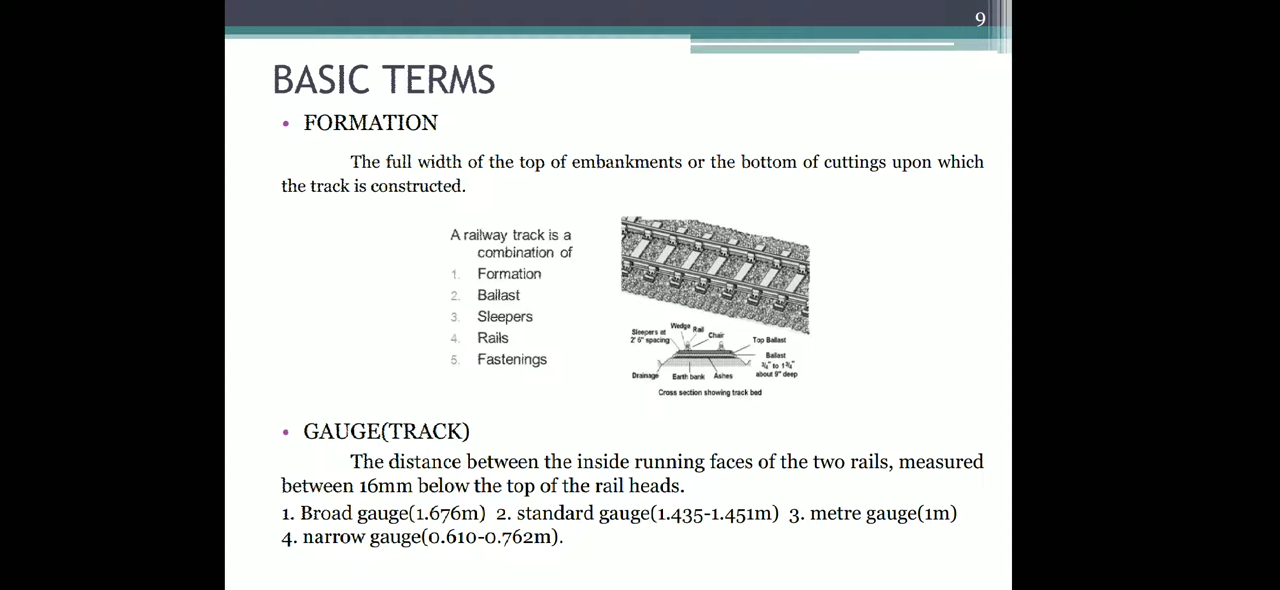 9
BASIC TERMS
• FORMATION
The full width of the top of embankments or the bottom of cuttings upon which
the track is constructed.
A railway track is a
combination of
1. Formation
2. Ballast
3. Sleepers
4. Rails
5. Fastenings
Sleepers at
2' 6" spacing
Wedge
Rail
Chair
Top Ballast
Ballast
¾" to 1¾"
about 9" deep
Drainage
Earth bank
Ashes
Cross section showing track bed
• GAUGE(TRACK)
The distance between the inside running faces of the two rails, measured
between 16mm below the top of the rail heads.
1. Broad gauge(1.676m) 2. standard gauge(1.435-1.451m) 3. metre gauge(1m)
4. narrow gauge(0.610-0.762m).